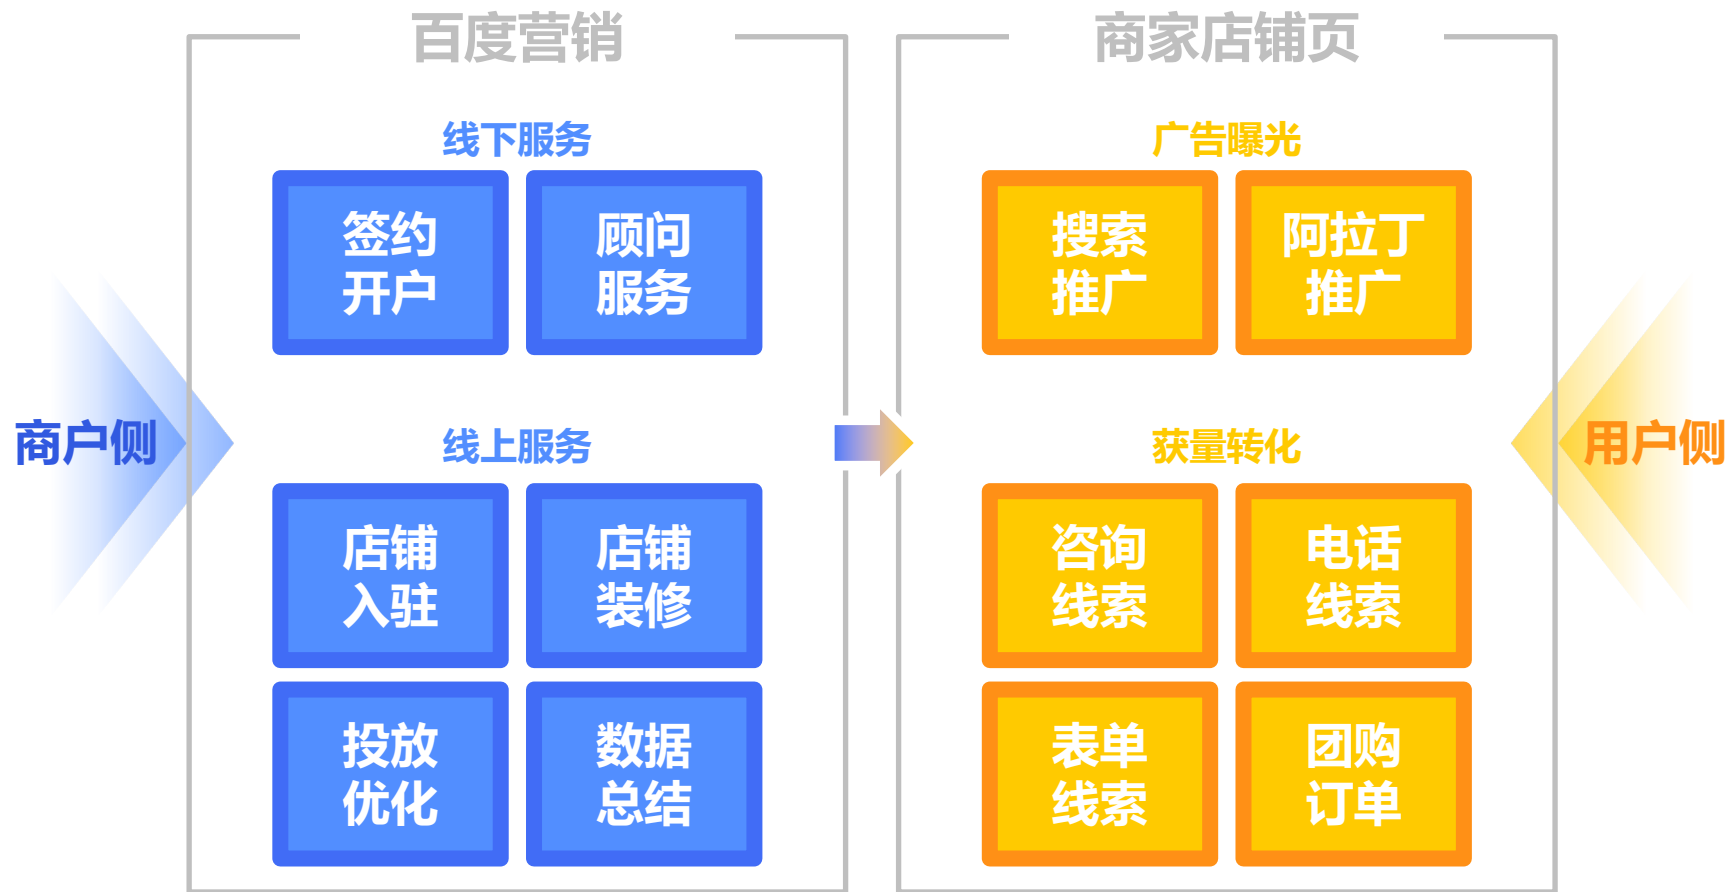 百度营销
商家店铺页
线下服务
签约
开户
顾问
服务
线上服务
店铺
入驻
店铺
装修
投放
优化
数据
总结
广告曝光
搜索
推广
阿拉丁
推广
获量转化
咨询
线索
电话
线索
表单
线索
团购
订单
商户侧
用户侧